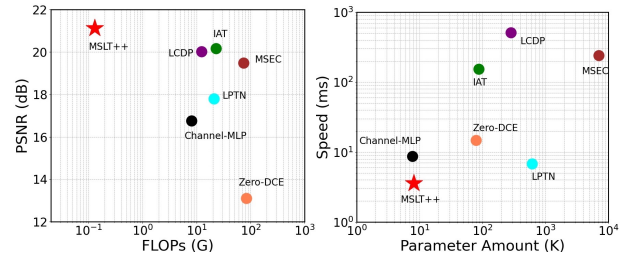 22
20
18
16
14
12
PSNR (dB)
MSLT++
IAT
LCDP
MSEC
LPTN
Channel-MLP
Zero-DCE
10⁻¹
10⁰
10¹
10²
10³
FLOPs (G)
10³
10²
10¹
10⁰
Speed (ms)
LCDP
MSEC
IAT
Zero-DCE
Channel-MLP
LPTN
MSLT++
10⁰
10¹
10²
10³
10⁴
Parameter Amount (K)